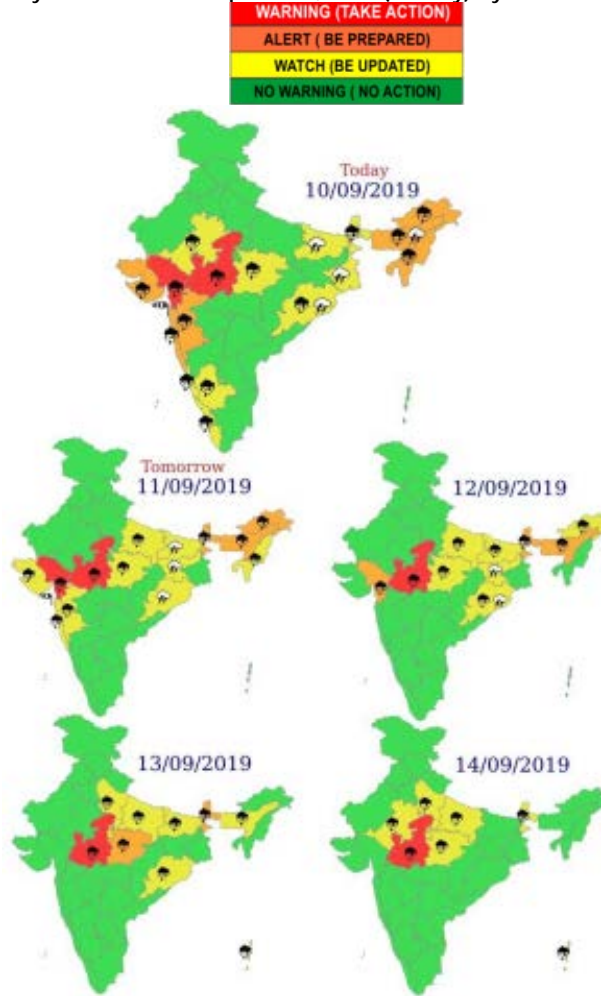 WARNING (TAKE ACTION)
ALERT ( BE PREPARED)
WATCH (BE UPDATED)
NO WARNING ( NO ACTION)
Today
10/09/2019
Tomorrow
11/09/2019
12/09/2019
13/09/2019
14/09/2019